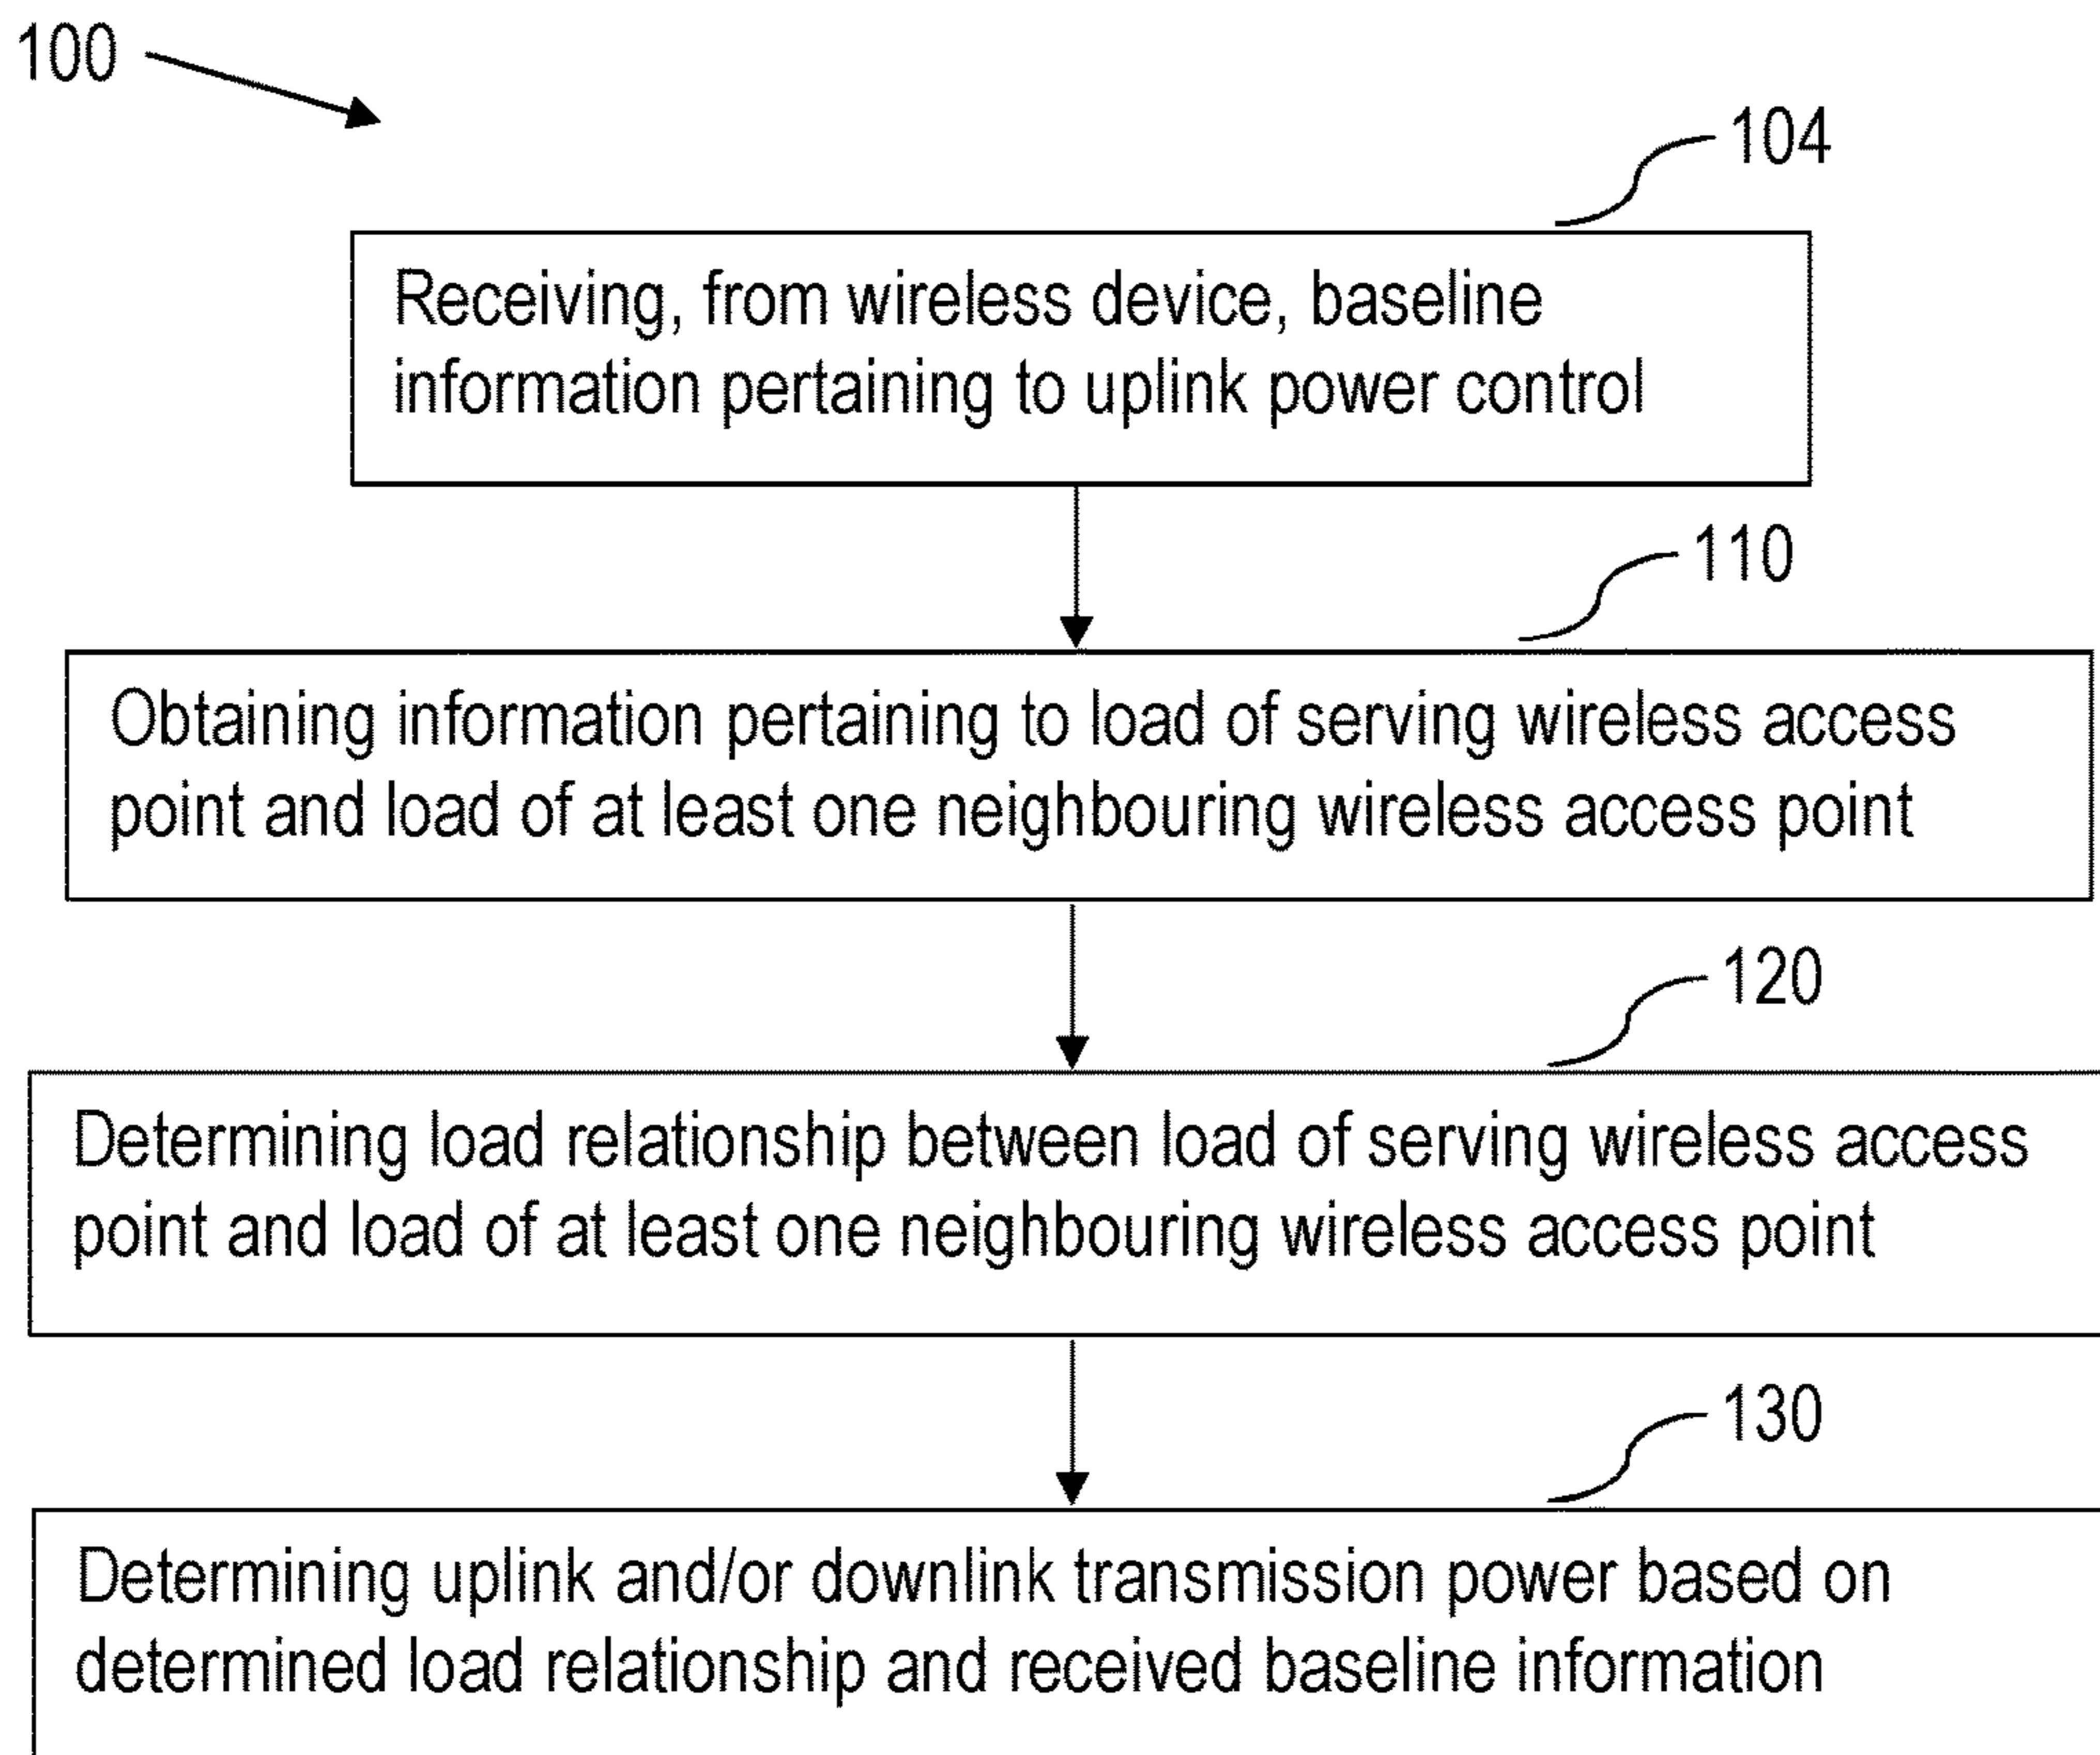 100
104
Receiving, from wireless device, baseline
information pertaining to uplink power control
110
Obtaining information pertaining to load of serving wireless access
point and load of at least one neighbouring wireless access point
120
Determining load relationship between load of serving wireless access
point and load of at least one neighbouring wireless access point
130
Determining uplink and/or downlink transmission power based on
determined load relationship and received baseline information